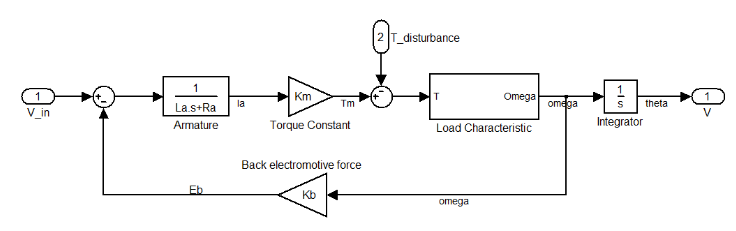 2
T_disturbance
1
V_in
1
La.s+Ra
Armature
Ia
Km
Torque Constant
Tm
T
Omega
Load Characteristic
omega
1
s
Integrator
theta
1
V
Back electromotive force
Kb
Eb
omega